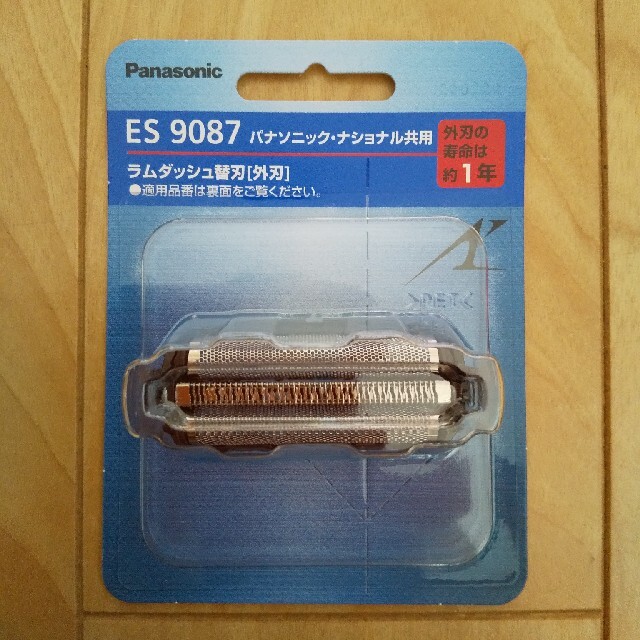 Panasonic
ES 9087 パナソニック・ナショナル共用
ラムダッシュ替刃[外刃]
●適用品番は裏面をご覧ください。
外刃の
寿命は
約1年
>PET<